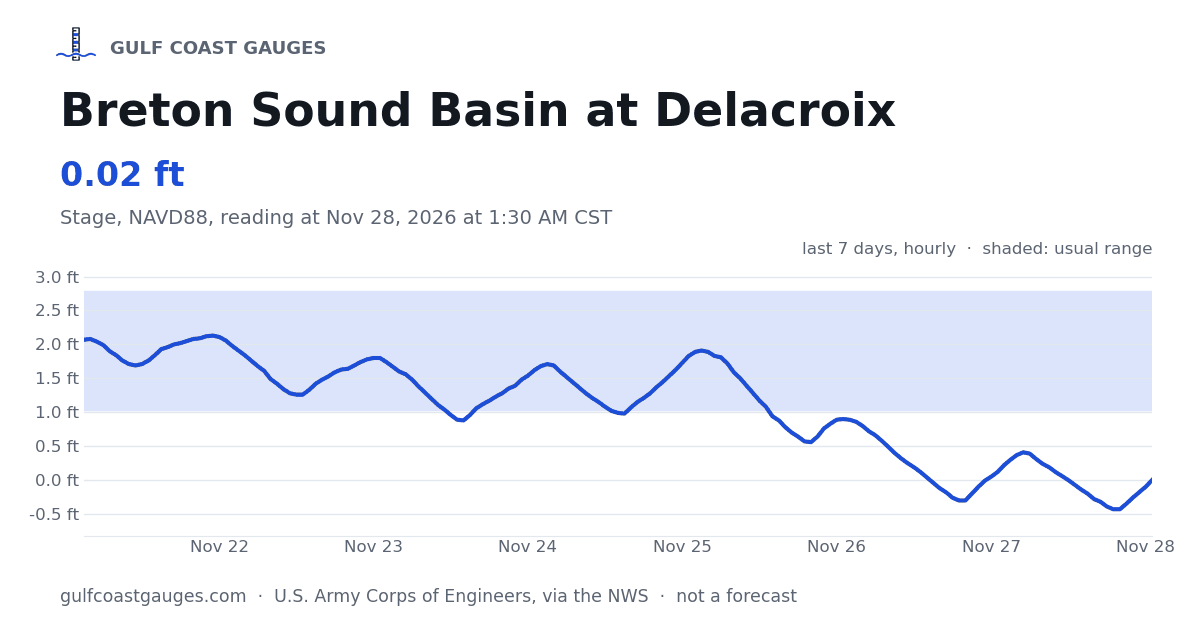 GULF COAST GAUGES
Breton Sound Basin at Delacroix
0.02 ft
Stage, NAVD88, reading at Nov 28, 2026 at 1:30 AM CST
last 7 days, hourly · shaded: usual range
3.0 ft
2.5 ft
2.0 ft
1.5 ft
1.0 ft
0.5 ft
0.0 ft
-0.5 ft
Nov 22 Nov 23 Nov 24 Nov 25 Nov 26 Nov 27 Nov 28
gulfcoastgauges.com · U.S. Army Corps of Engineers, via the NWS · not a forecast